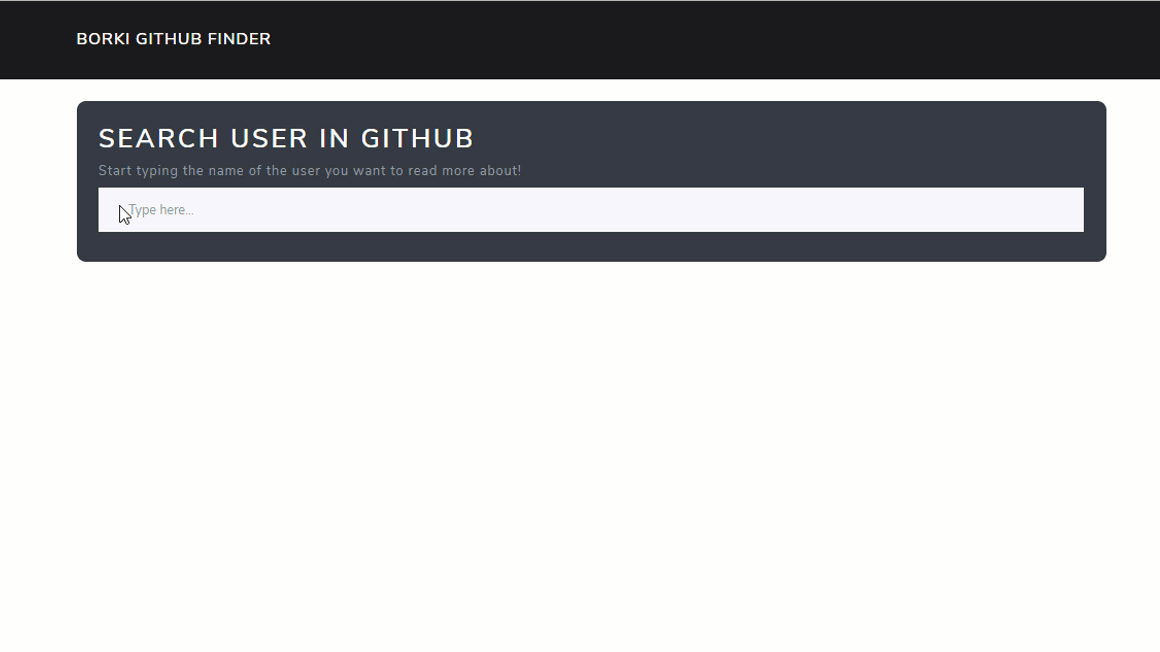 BORKI GITHUB FINDER
SEARCH USER IN GITHUB
Start typing the name of the user you want to read more about!
Type here...